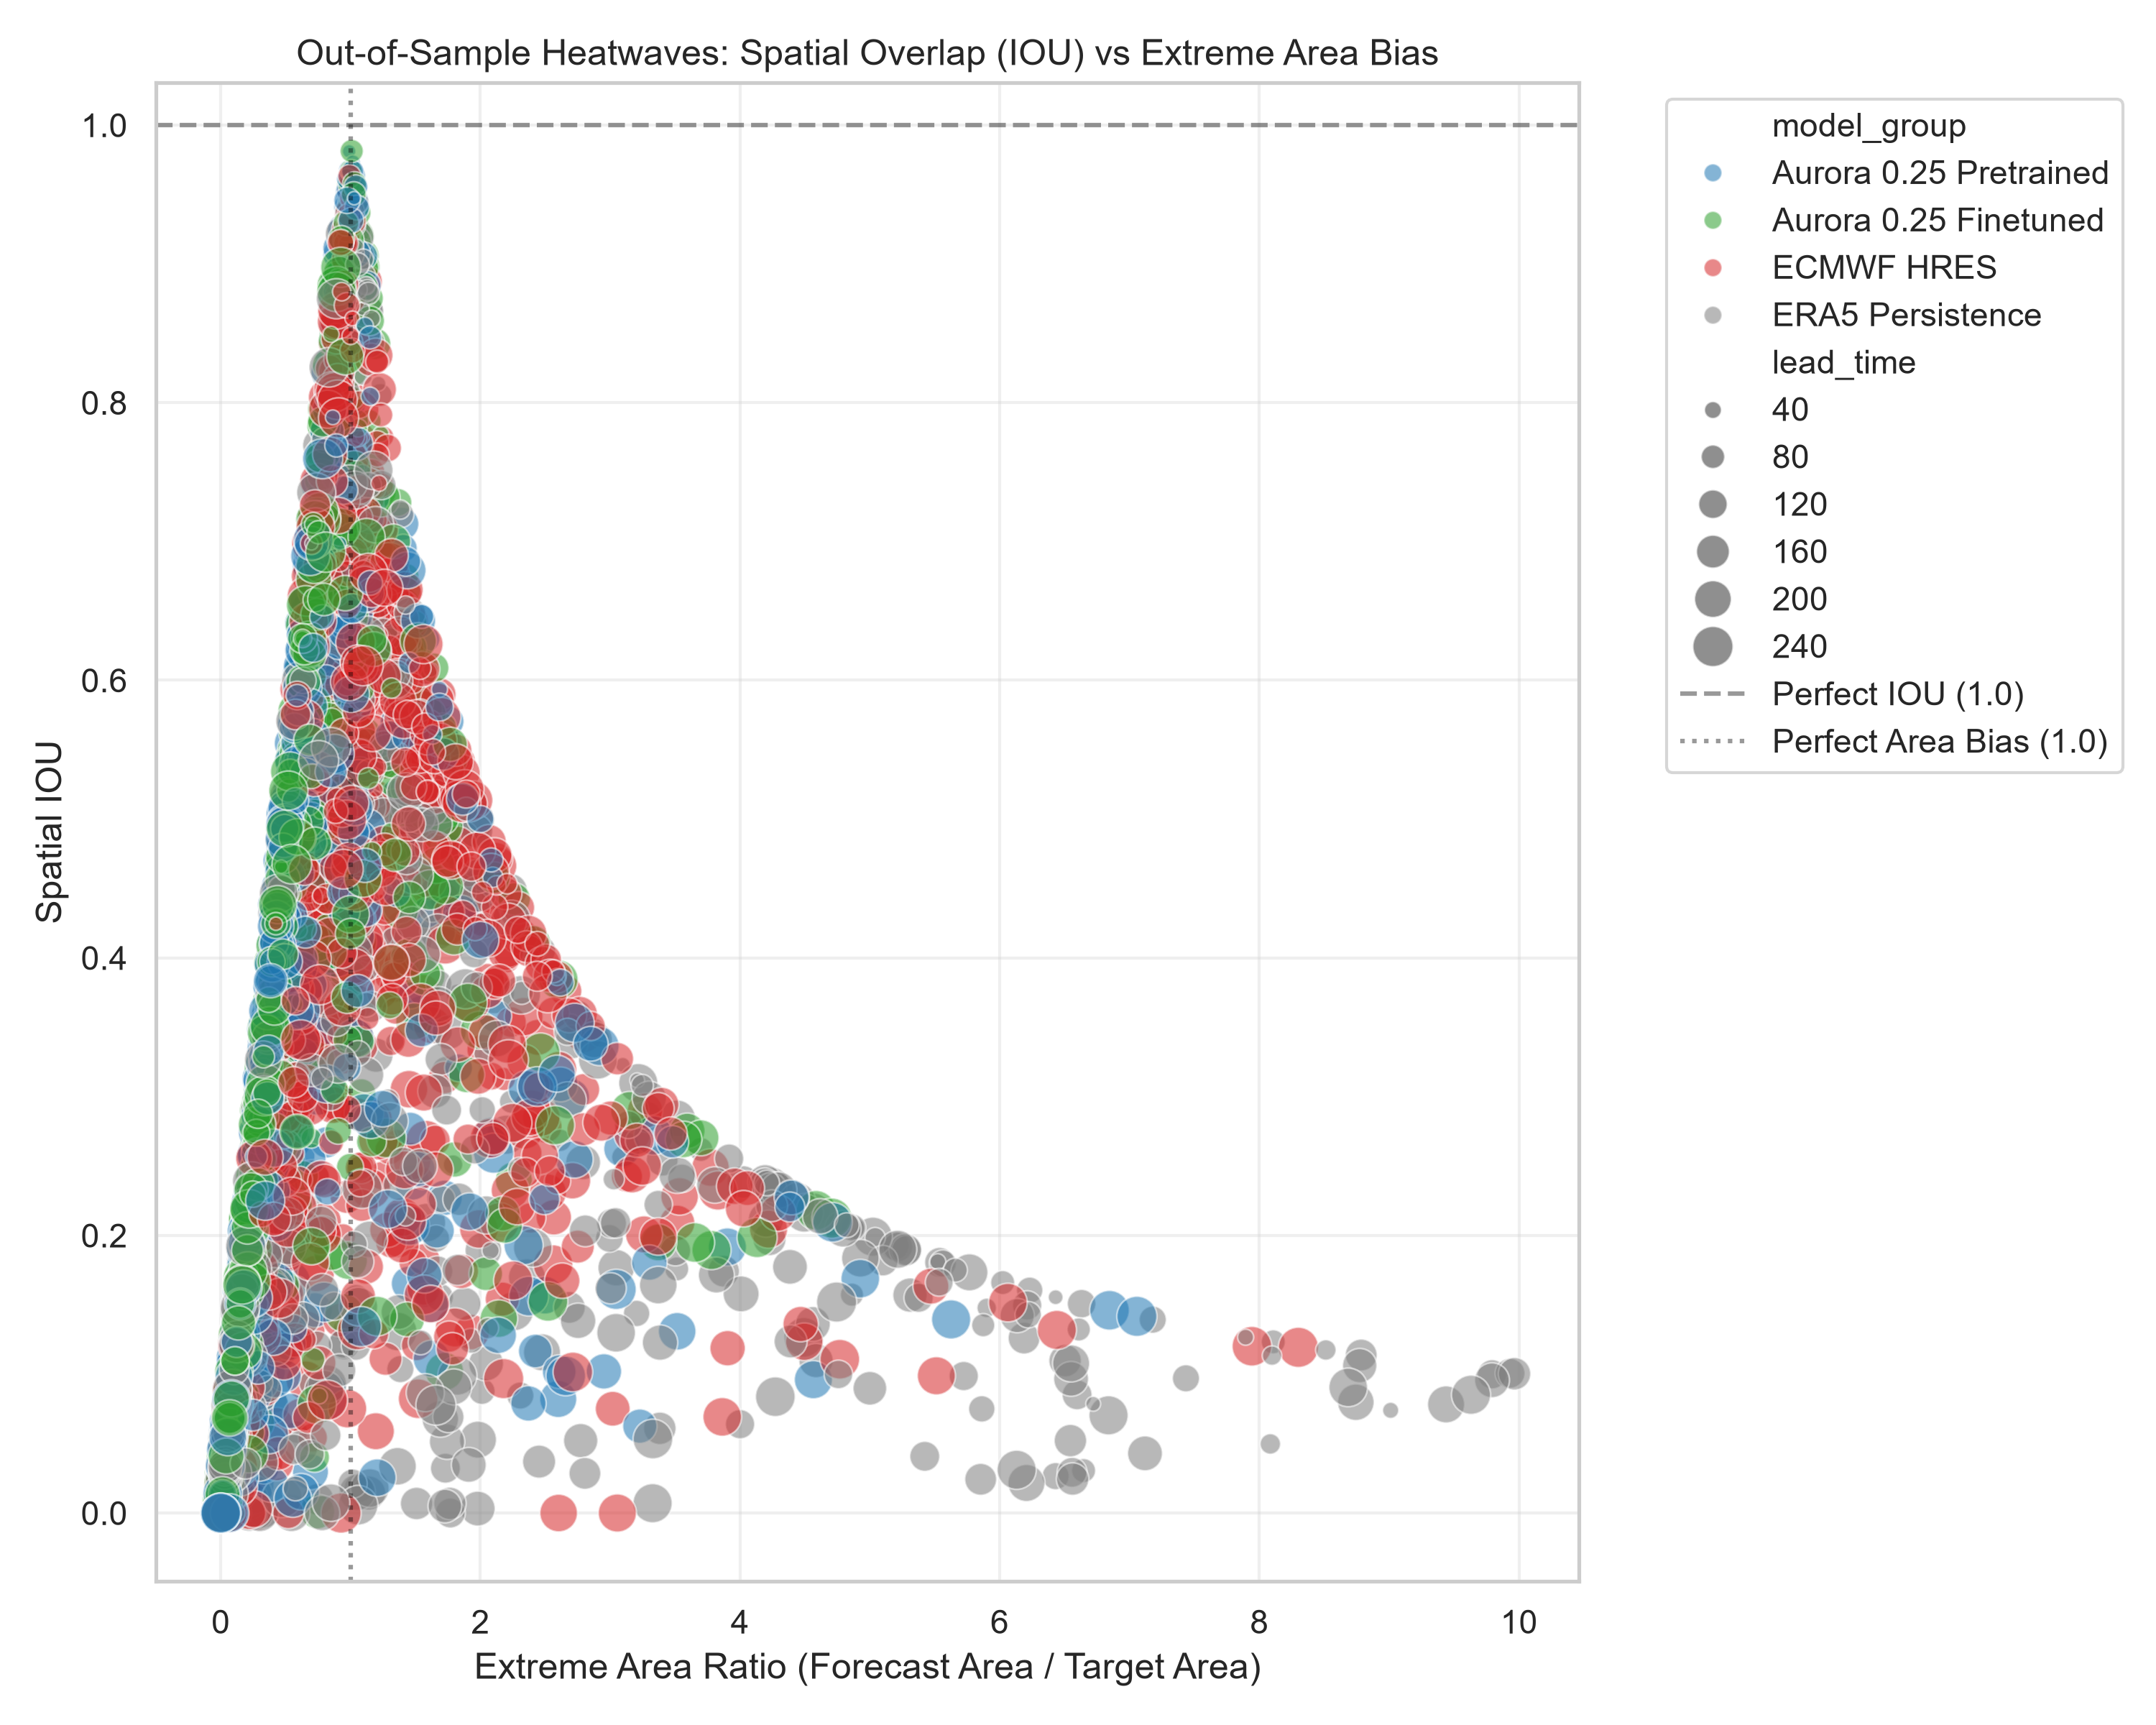 Out-of-Sample Heatwaves: Spatial Overlap (IOU) vs Extreme Area Bias
1.0
0.8
0.6
0.4
0.2
0.0
Spatial IOU
0 2 4 6 8 10
Extreme Area Ratio (Forecast Area / Target Area)
model_group
Aurora 0.25 Pretrained
Aurora 0.25 Finetuned
ECMWF HRES
ERA5 Persistence
lead_time
40
80
120
160
200
240
Perfect IOU (1.0)
Perfect Area Bias (1.0)